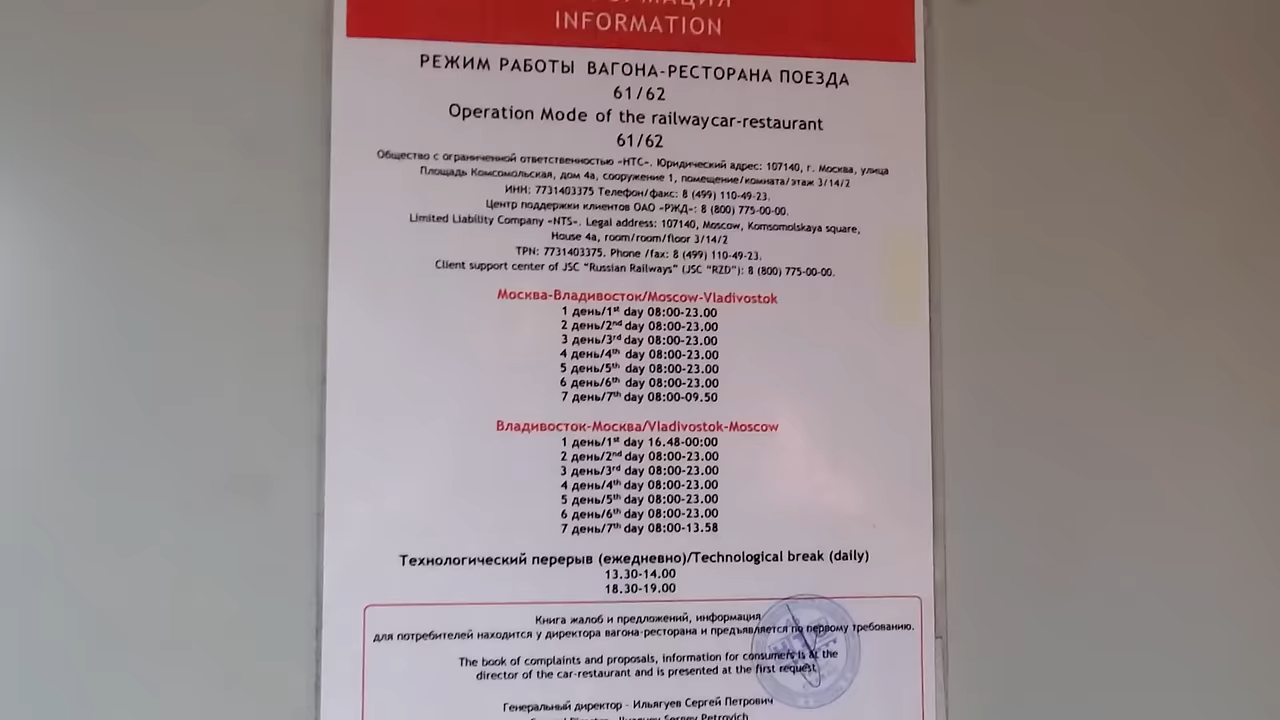 INFORMATION
РЕЖИМ РАБОТЫ ВАГОНА-РЕСТОРАНА ПОЕЗДА
61/62
Operation Mode of the railwaycar-restaurant
61/62
Общество с ограниченной ответственностью «НТС». Юридический адрес: 107140, г. Москва, улица
Площадь Комсомольская, дом 4а, сооружение 1, помещение/комната/этаж 3/14/2
ИНН: 7731403375 Телефон/факс: 8 (499) 110-49-23.
Центр поддержки клиентов ОАО «РЖД»: 8 (800) 775-00-00.
Limited Liability Company «NTS». Legal address: 107140, Moscow, Komsomolskaya square,
House 4a, room/room/floor 3/14/2
ТРN: 7731403375. Phone /fax: 8 (499) 110-49-23.
Client support center of JSC "Russian Railways" (JSC "RZD"): 8 (800) 775-00-00.
Москва-Владивосток/Moscow-Vladivostok
1 день/1st day 08:00-23.00
2 день/2nd day 08:00-23.00
3 день/3rd day 08:00-23.00
4 день/4th day 08:00-23.00
5 день/5th day 08:00-23.00
6 день/6th day 08:00-23.00
7 день/7th day 08:00-09.50
Владивосток-Москва/Vladivostok-Moscow
1 день/1st day 16.48-00:00
2 день/2nd day 08:00-23.00
3 день/3rd day 08:00-23.00
4 день/4th day 08:00-23.00
5 день/5th day 08:00-23.00
6 день/6th day 08:00-23.00
7 день/7th day 08:00-13.58
Технологический перерыв (ежедневно)/Technological break (daily)
13.30-14.00
18.30-19.00
Книга жалоб и предложений, информация
для потребителей находится у директора вагона-ресторана и предъявляется по первому требованию.
The book of complaints and proposals, information for consumers is at the
director of the car-restaurant and is presented at the first request
Генеральный директор - Ильягуев Сергей Петрович